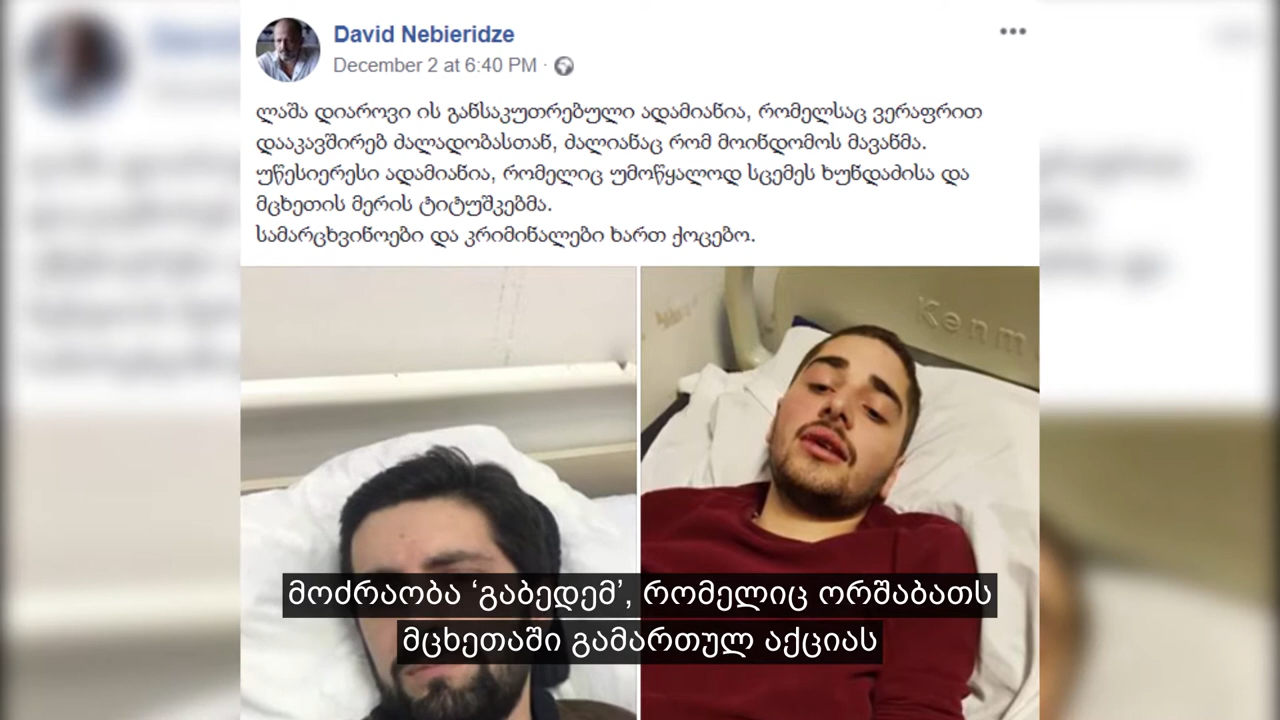 David Nebieridze
December 2 at 6:40 PM ·
ლაშა დიაროვი ის განსაკუთრებული ადამიანია, რომელსაც ვერაფრით
დააკავშირებ ძალადობასთან, ძალიანაც რომ მოინდომოს მავანმა.
უწესიერესი ადამიანია, რომელიც უმოწყალოდ სცემეს ხუნდაძისა და
მცხეთის მერის ტიტუშკებმა.
სამარცხვინოები და კრიმინალები ხართ ქოცებო.
მოძრაობა ‘გაბედემ’, რომელიც ორშაბათს
მცხეთაში გამართულ აქციას